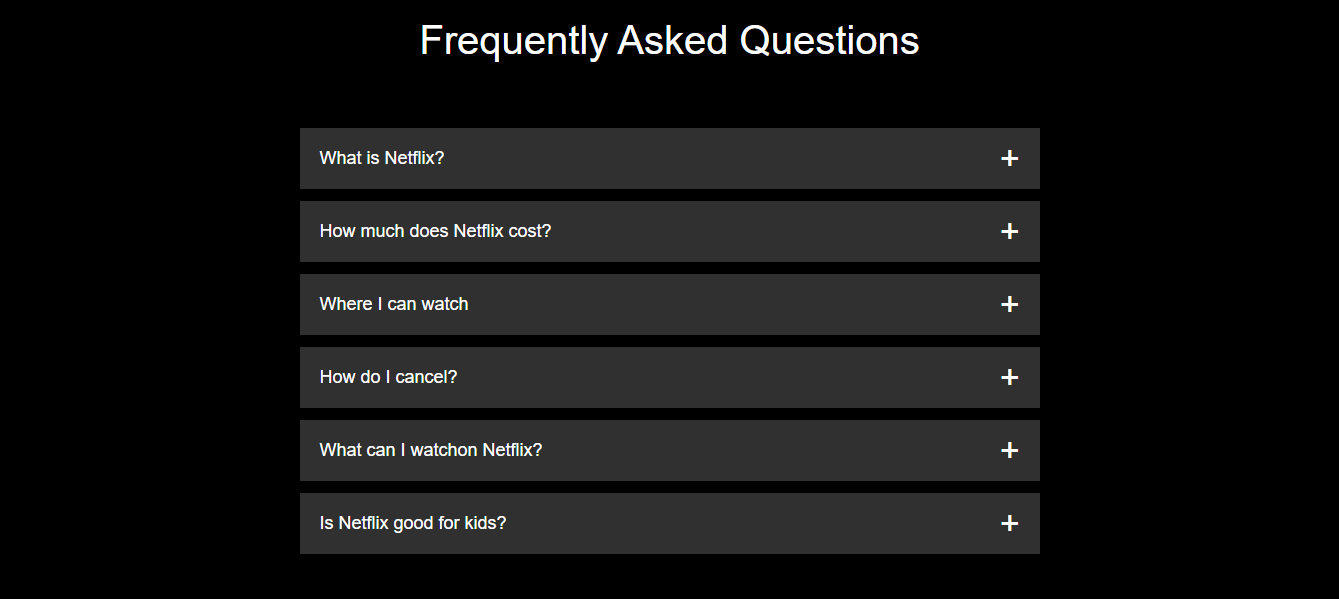 Frequently Asked Questions
What is Netflix?
How much does Netflix cost?
Where I can watch
How do I cancel?
What can I watchon Netflix?
Is Netflix good for kids?